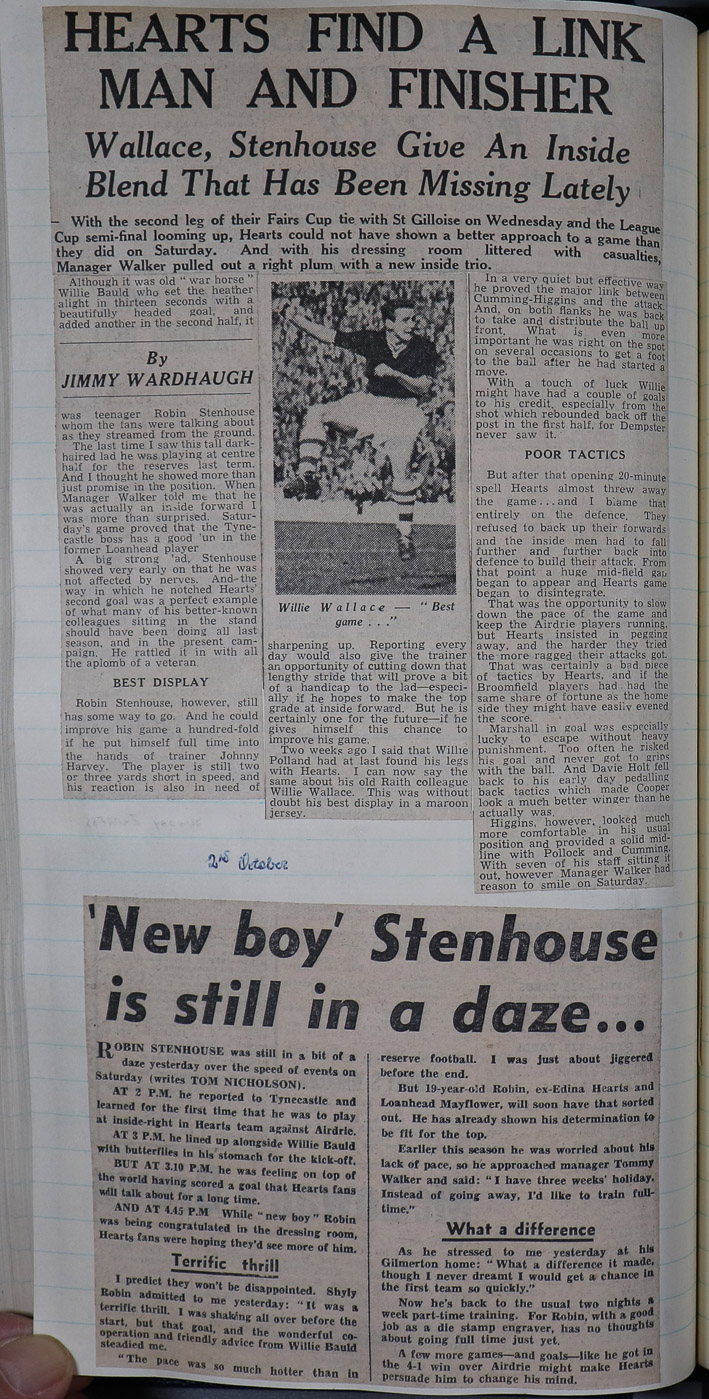 HEARTS FIND A LINK
MAN AND FINISHER
Wallace, Stenhouse Give An Inside
Blend That Has Been Missing Lately
— With the second leg of their Fairs Cup tie with St Gilloise on Wednesday and the League
Cup semi-final looming up, Hearts could not have shown a better approach to a game than
they did on Saturday. And with his dressing room littered with casualties,
Manager Walker pulled out a right plum with a new inside trio.
Although it was old "war horse"
Willie Bauld who set the heather
alight in thirteen seconds with a
beautifully headed goal, and
added another in the second half, it
By
JIMMY WARDHAUGH
was teenager Robin Stenhouse
whom the fans were talking about
as they streamed from the ground.
The last time I saw this tall dark-
haired lad he was playing at centre
half for the reserves last term.
And I thought he showed more than
just promise in the position. When
Manager Walker told me that he
was actually an inside forward I
was more than surprised. Satur-
day's game proved that the Tyne-
castle boss has a good 'un in the
former Loanhead player
A big strong 'ad, Stenhouse
showed very early on that he was
not affected by nerves. And the
way in which he notched Hearts'
second goal was a perfect example
of what many of his better-known
colleagues sitting in the stand
should have been doing all last
season, and in the present cam-
paign. He rattled it in with all
the aplomb of a veteran
BEST DISPLAY
Robin Stenhouse, however, still
has some way to go. And he could
improve his game a hundred-fold
if he put himself full time into
the hands of trainer Johnny
Harvey. The player is still two
or three yards short in speed, and
his reaction is also in need of
Willie Wallace — "Best
game . . ."
sharpening up. Reporting every
day would also give the trainer
an opportunity of cutting down that
lengthy stride that will prove a bit
of a handicap to the lad—especi-
ally if he hopes to make the top
grade at inside forward. But he is
certainly one for the future—if he
gives himself this chance to
improve his game.
Two weeks ago I said that Willie
Polland had at last found his legs
with Hearts. I can now say the
same about his old Raith colleague
Willie Wallace. This was without
doubt his best display in a maroon
jersey.
In a very quiet but effective way
he proved the major link between
Cumming-Higgins and the attack.
And, on both flanks he was back
to take and distribute the ball up
front. What is even more
important he was right on the spot
on several occasions to get a foot
to the ball after he had started a
move.
With a touch of luck Willie
might have had a couple of goals
to his credit, especially from the
shot which rebounded back off the
post in the first half, for Dempster
never saw it.
POOR TACTICS
But after that opening 20-minute
spell Hearts almost threw away
the game...and I blame that
entirely on the defence. They
refused to back up their forwards
and the inside men had to fall
further and further back into
defence to build their attack. From
that point a huge mid-field gap
began to appear and Hearts game
began to disintegrate.
That was the opportunity to slow
down the pace of the game and
keep the Airdrie players running,
but Hearts insisted in pegging
away, and the harder they tried
the more ragged their attacks got.
That was certainly a bad piece
of tactics by Hearts, and if the
Broomfield players had had the
same share of fortune as the home
side they might have easily evened
the score.
Marshall in goal was especially
lucky to escape without heavy
punishment. Too often he risked
his goal and never got to grips
with the ball. And Davie Holt fell
back to his early day pedalling
back tactics which made Cooper
look a much better winger than he
actually was.
Higgins, however, looked much
more comfortable in his usual
position and provided a solid mid-
line with Pollock and Cumming.
With seven of his staff sitting it
out, however Manager Walker had
reason to smile on Saturday.
2nd October
'New boy' Stenhouse
is still in a daze...
ROBIN STENHOUSE was still in a bit of a
daze yesterday over the speed of events on
Saturday (writes TOM NICHOLSON).
AT 2 P.M. he reported to Tynecastle and
learned for the first time that he was to play
at inside-right in Hearts team against Airdrie.
AT 3 P.M. he lined up alongside Willie Bauld
with butterflies in his stomach for the kick-off.
BUT AT 3.10 P.M. he was feeling on top of
the world having scored a goal that Hearts fans
will talk about for a long time.
AND AT 4.45 P.M While "new boy" Robin
was being congratulated in the dressing room,
Hearts fans were hoping they'd see more of him.
Terrific thrill
I predict they won't be disappointed. Shyly
Robin admitted to me yesterday: "It was a
terrific thrill. I was shaking all over before the
start, but that goal, and the wonderful co-
operation and friendly advice from Willie Bauld
steadied me.
"The pace was so much hotter than in
reserve football. I was just about jiggered
before the end.
But 19-year-old Robin, ex-Edina Hearts and
Loanhead Mayflower, will soon have that sorted
out. He has already shown his determination to
be fit for the top.
Earlier this season he was worried about his
lack of pace, so he approached manager Tommy
Walker and said: "I have three weeks' holiday.
Instead of going away, I'd like to train full-
time."
What a difference
As he stressed to me yesterday at his
Gilmerton home: "What a difference it made,
though I never dreamt I would get a chance in
the first team so quickly."
Now he's back to the usual two nights a
week part-time training. For Robin, with a good
job as a die stamp engraver, has no thoughts
about going full time just yet.
A few more games—and goals—like he got in
the 4-1 win over Airdrie might make Hearts
persuade him to change his mind.